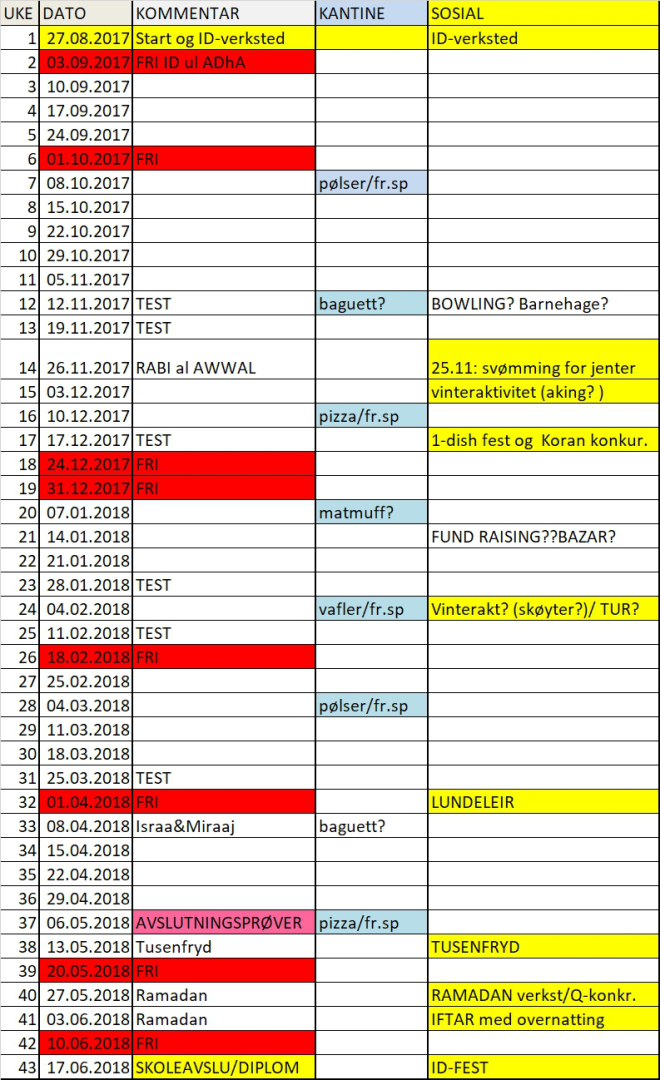 UKE DATO KOMMENTAR KANTINE SOSIAL
1 27.08.2017 Start og ID-verksted ID-verksted
2 03.09.2017 FRI ID ul ADhA
3 10.09.2017
4 17.09.2017
5 24.09.2017
6 01.10.2017 FRI
7 08.10.2017 pølser/fr.sp
8 15.10.2017
9 22.10.2017
10 29.10.2017
11 05.11.2017
12 12.11.2017 TEST baguett? BOWLING? Barnehage?
13 19.11.2017 TEST
14 26.11.2017 RABI al AWWAL 25.11: svømming for jenter
15 03.12.2017 vinteraktivitet (aking? )
16 10.12.2017 pizza/fr.sp
17 17.12.2017 TEST 1-dish fest og Koran konkur.
18 24.12.2017 FRI
19 31.12.2017 FRI
20 07.01.2018 matmuff?
21 14.01.2018 FUND RAISING??BAZAR?
22 21.01.2018
23 28.01.2018 TEST
24 04.02.2018 vafler/fr.sp Vinterakt? (skøyter?)/ TUR?
25 11.02.2018 TEST
26 18.02.2018 FRI
27 25.02.2018
28 04.03.2018 pølser/fr.sp
29 11.03.2018
30 18.03.2018
31 25.03.2018 TEST
32 01.04.2018 FRI LUNDELEIR
33 08.04.2018 Israa&Miraaj baguett?
34 15.04.2018
35 22.04.2018
36 29.04.2018
37 06.05.2018 AVSLUTNINGSPRØVER pizza/fr.sp
38 13.05.2018 Tusenfryd TUSENFRYD
39 20.05.2018 FRI
40 27.05.2018 Ramadan RAMADAN verkst/Q-konkr.
41 03.06.2018 Ramadan IFTAR med overnatting
42 10.06.2018 FRI
43 17.06.2018 SKOLEAVSLU/DIPLOM ID-FEST